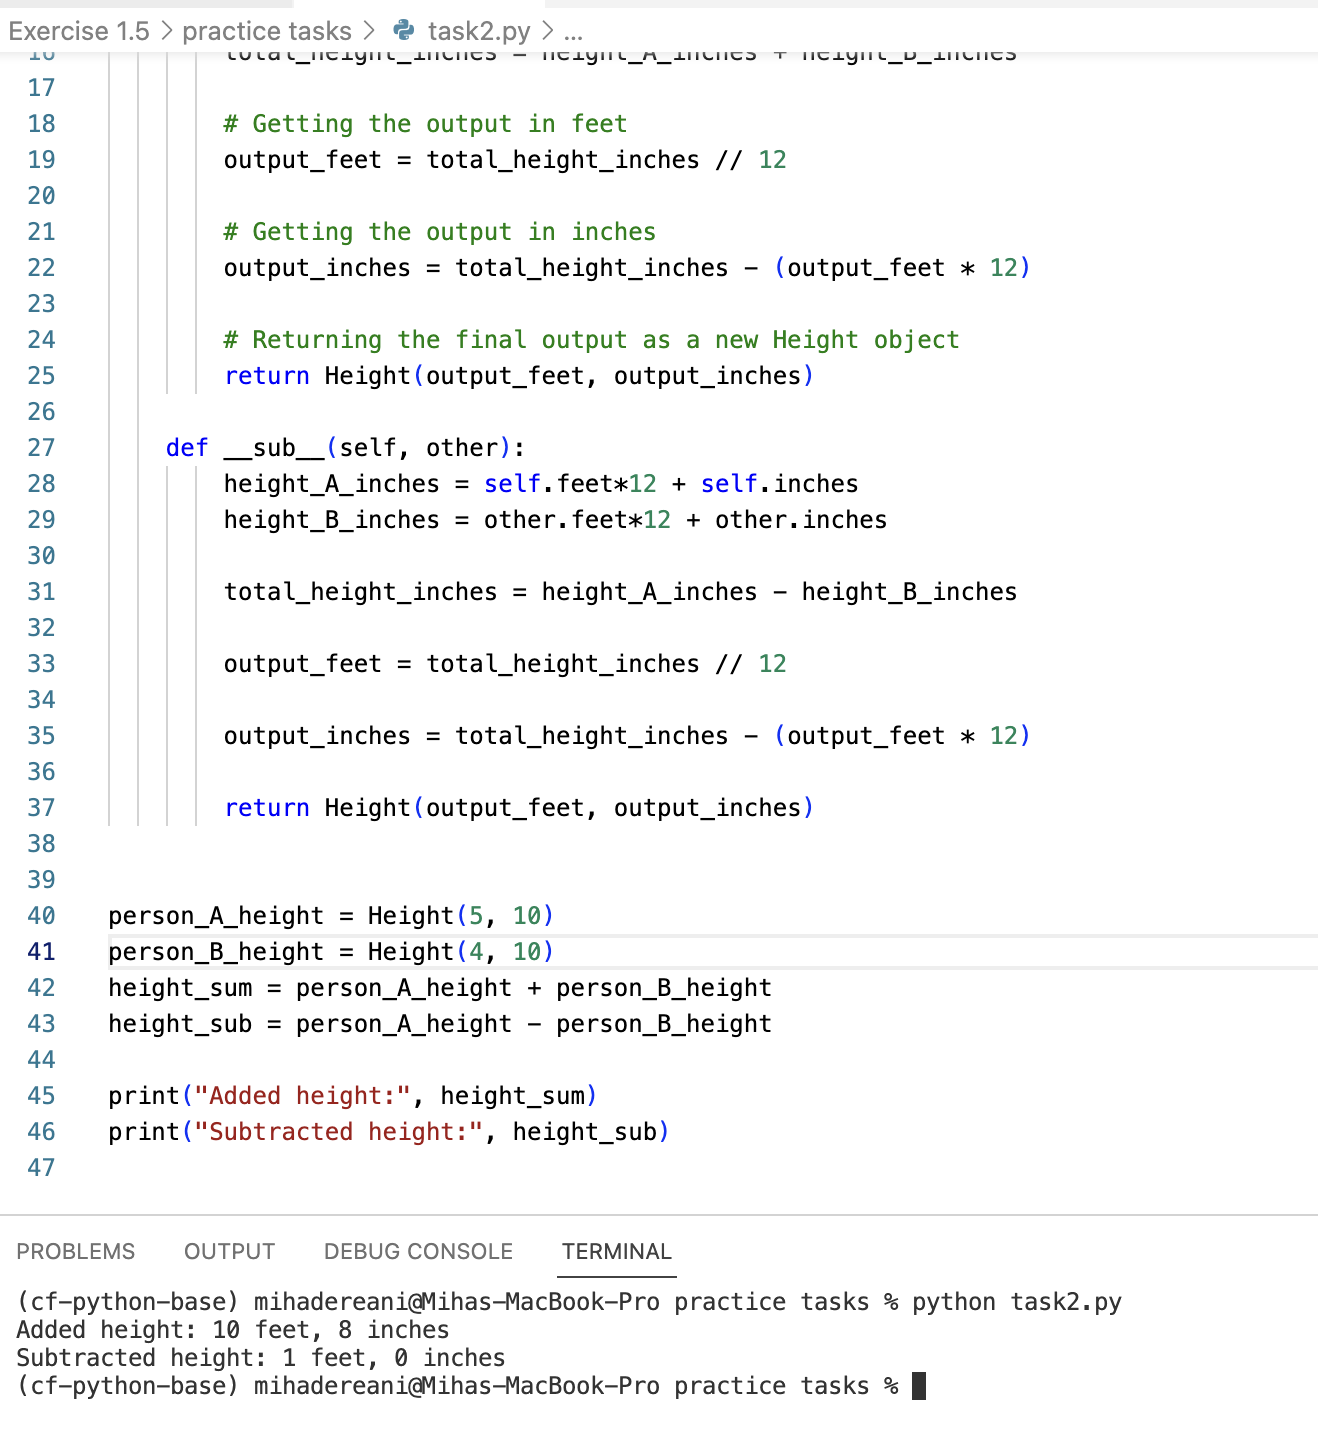 Exercise 1.5 > practice tasks > task2.py > ...
16 total_height_inches = height_A_inches + height_B_inches
17
18 # Getting the output in feet
19 output_feet = total_height_inches // 12
20
21 # Getting the output in inches
22 output_inches = total_height_inches - (output_feet * 12)
23
24 # Returning the final output as a new Height object
25 return Height(output_feet, output_inches)
26
27 def __sub__(self, other):
28 height_A_inches = self.feet*12 + self.inches
29 height_B_inches = other.feet*12 + other.inches
30
31 total_height_inches = height_A_inches - height_B_inches
32
33 output_feet = total_height_inches // 12
34
35 output_inches = total_height_inches - (output_feet * 12)
36
37 return Height(output_feet, output_inches)
38
39
40 person_A_height = Height(5, 10)
41 person_B_height = Height(4, 10)
42 height_sum = person_A_height + person_B_height
43 height_sub = person_A_height - person_B_height
44
45 print("Added height:", height_sum)
46 print("Subtracted height:", height_sub)
47
PROBLEMS OUTPUT DEBUG CONSOLE TERMINAL
(cf-python-base) mihadereani@Mihas-MacBook-Pro practice tasks % python task2.py
Added height: 10 feet, 8 inches
Subtracted height: 1 feet, 0 inches
(cf-python-base) mihadereani@Mihas-MacBook-Pro practice tasks %